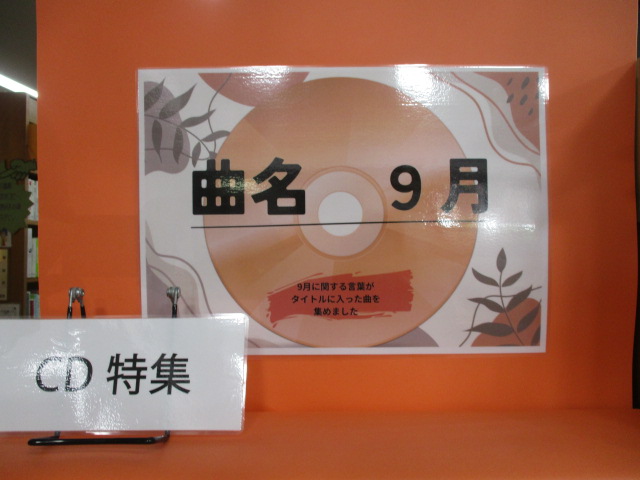 曲名 9月
9月に関する言葉が
タイトルに入った曲を
集めました
CD 特集